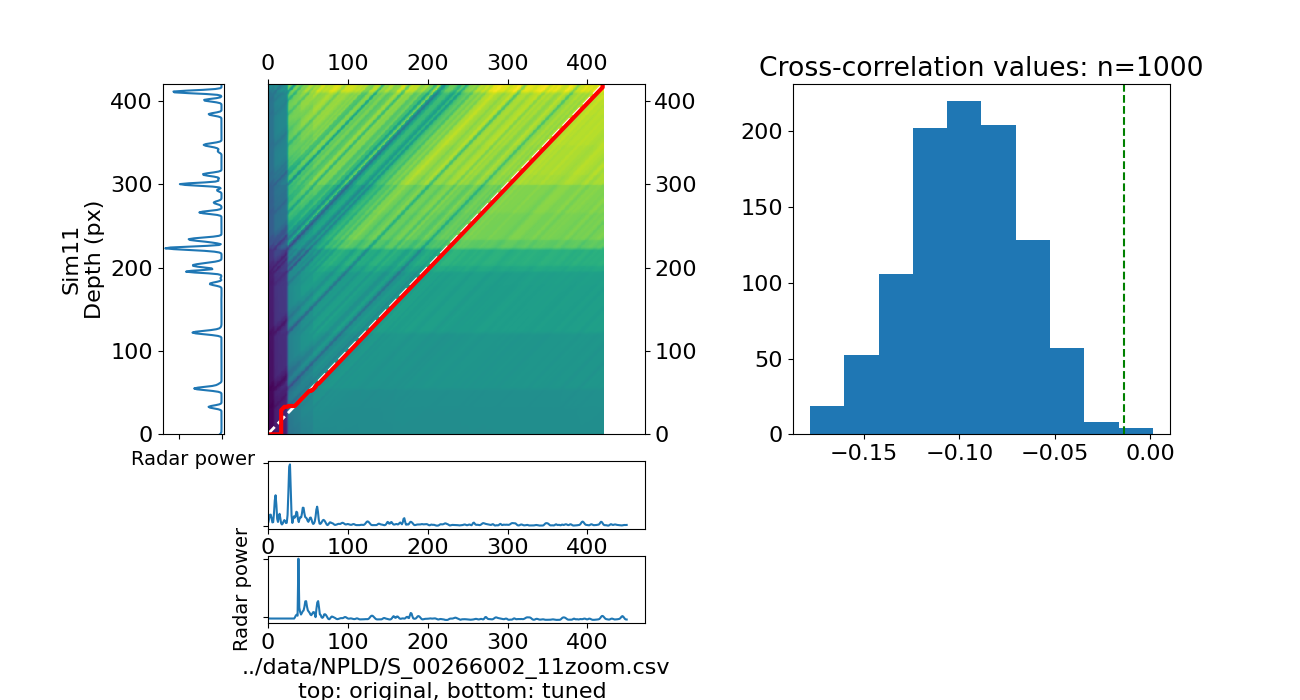 0 100 200 300 400
Cross-correlation values: n=1000
400 400
300 300
200 200
100 100
0 0
Sim11
Depth (px)
200
150
100
50
0
−0.15 −0.10 −0.05 0.00
Radar power
0 100 200 300 400
Radar power
0 100 200 300 400
../data/NPLD/S_00266002_11zoom.csv
top: original, bottom: tuned